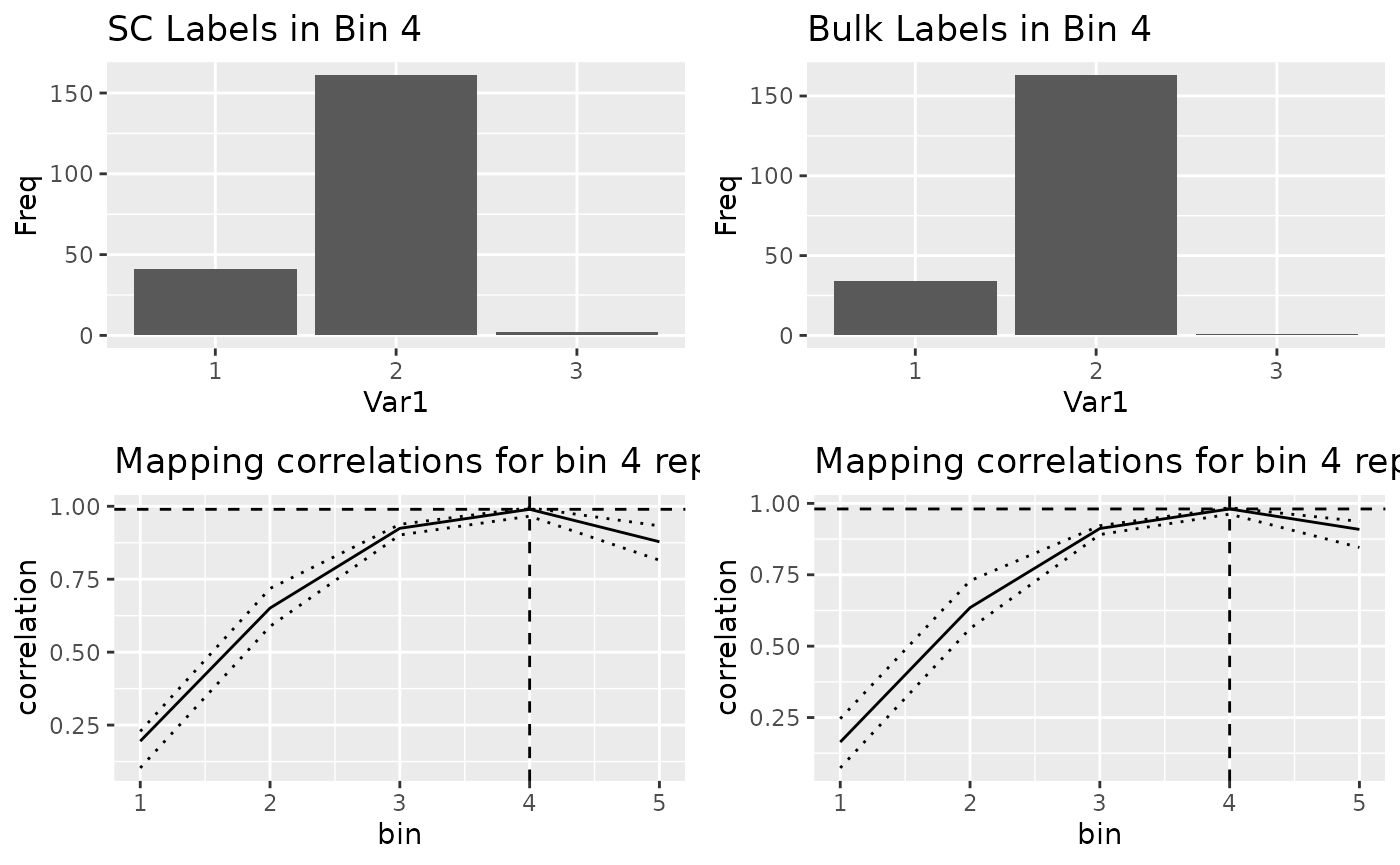 SC Labels in Bin 4
150
100
50
0
Freq
1 2 3
Var1
Bulk Labels in Bin 4
150
100
50
0
Freq
1 2 3
Var1
Mapping correlations for bin 4 rep
1.00
0.75
0.50
0.25
correlation
1 2 3 4 5
bin
Mapping correlations for bin 4 rep
1.00
0.75
0.50
0.25
correlation
1 2 3 4 5
bin